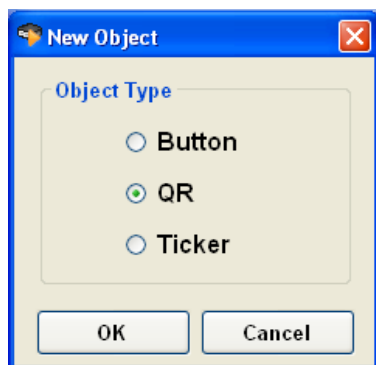 New Object
Object Type
Button
QR
Ticker
OK Cancel